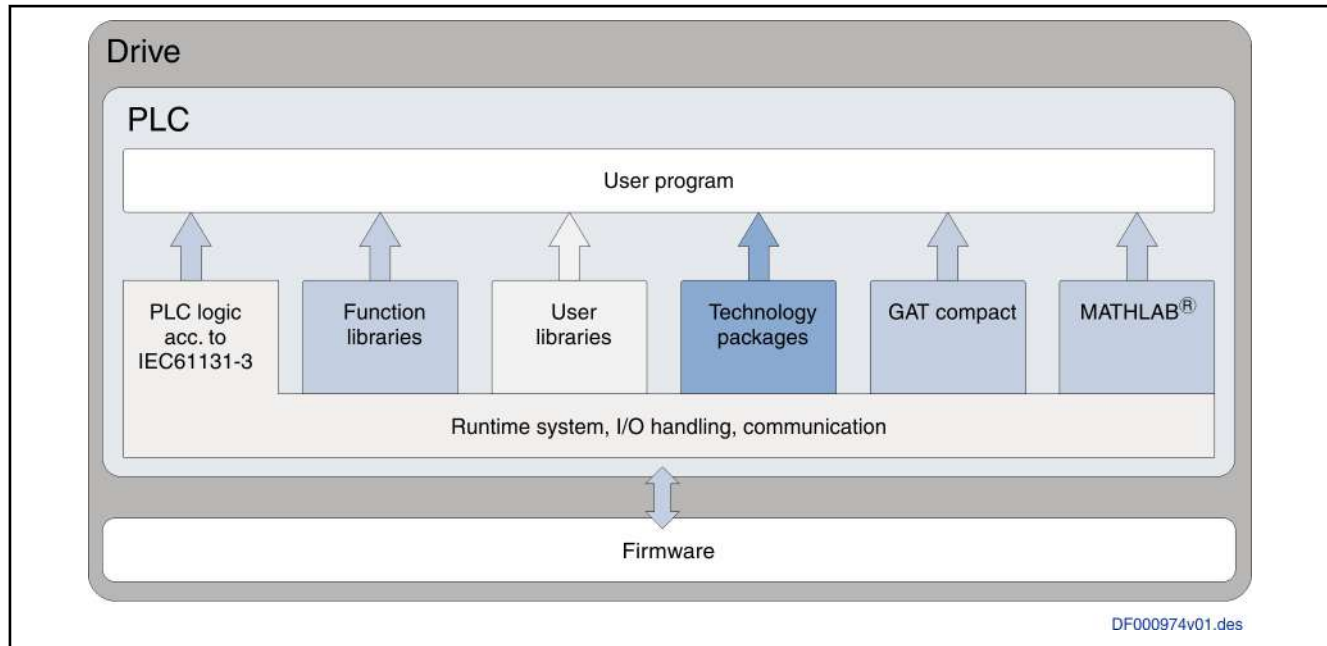 Drive
PLC
User program
PLC logic
acc. to
IEC61131-3
Function
libraries
User
libraries
Technology
packages
GAT compact
MATHLAB®
Runtime system, I/O handling, communication
Firmware
DF000974v01.des